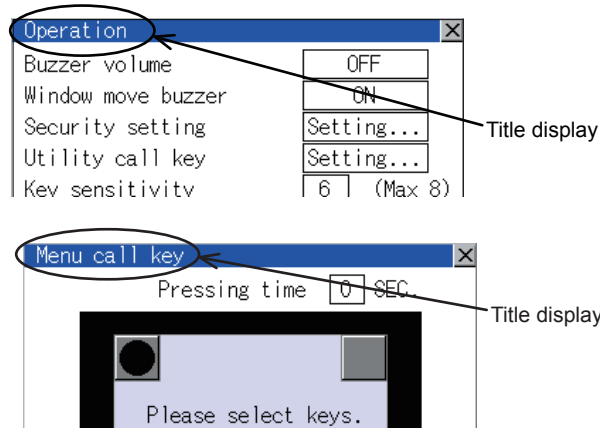 Operation
Buzzer volume OFF
Window move buzzer ON
Security setting Setting...
Title display
Utility call key Setting...
Key sensitivity 6 (Max 8)
Menu call key
Pressing time 0 SEC.
Title display
Please select keys.